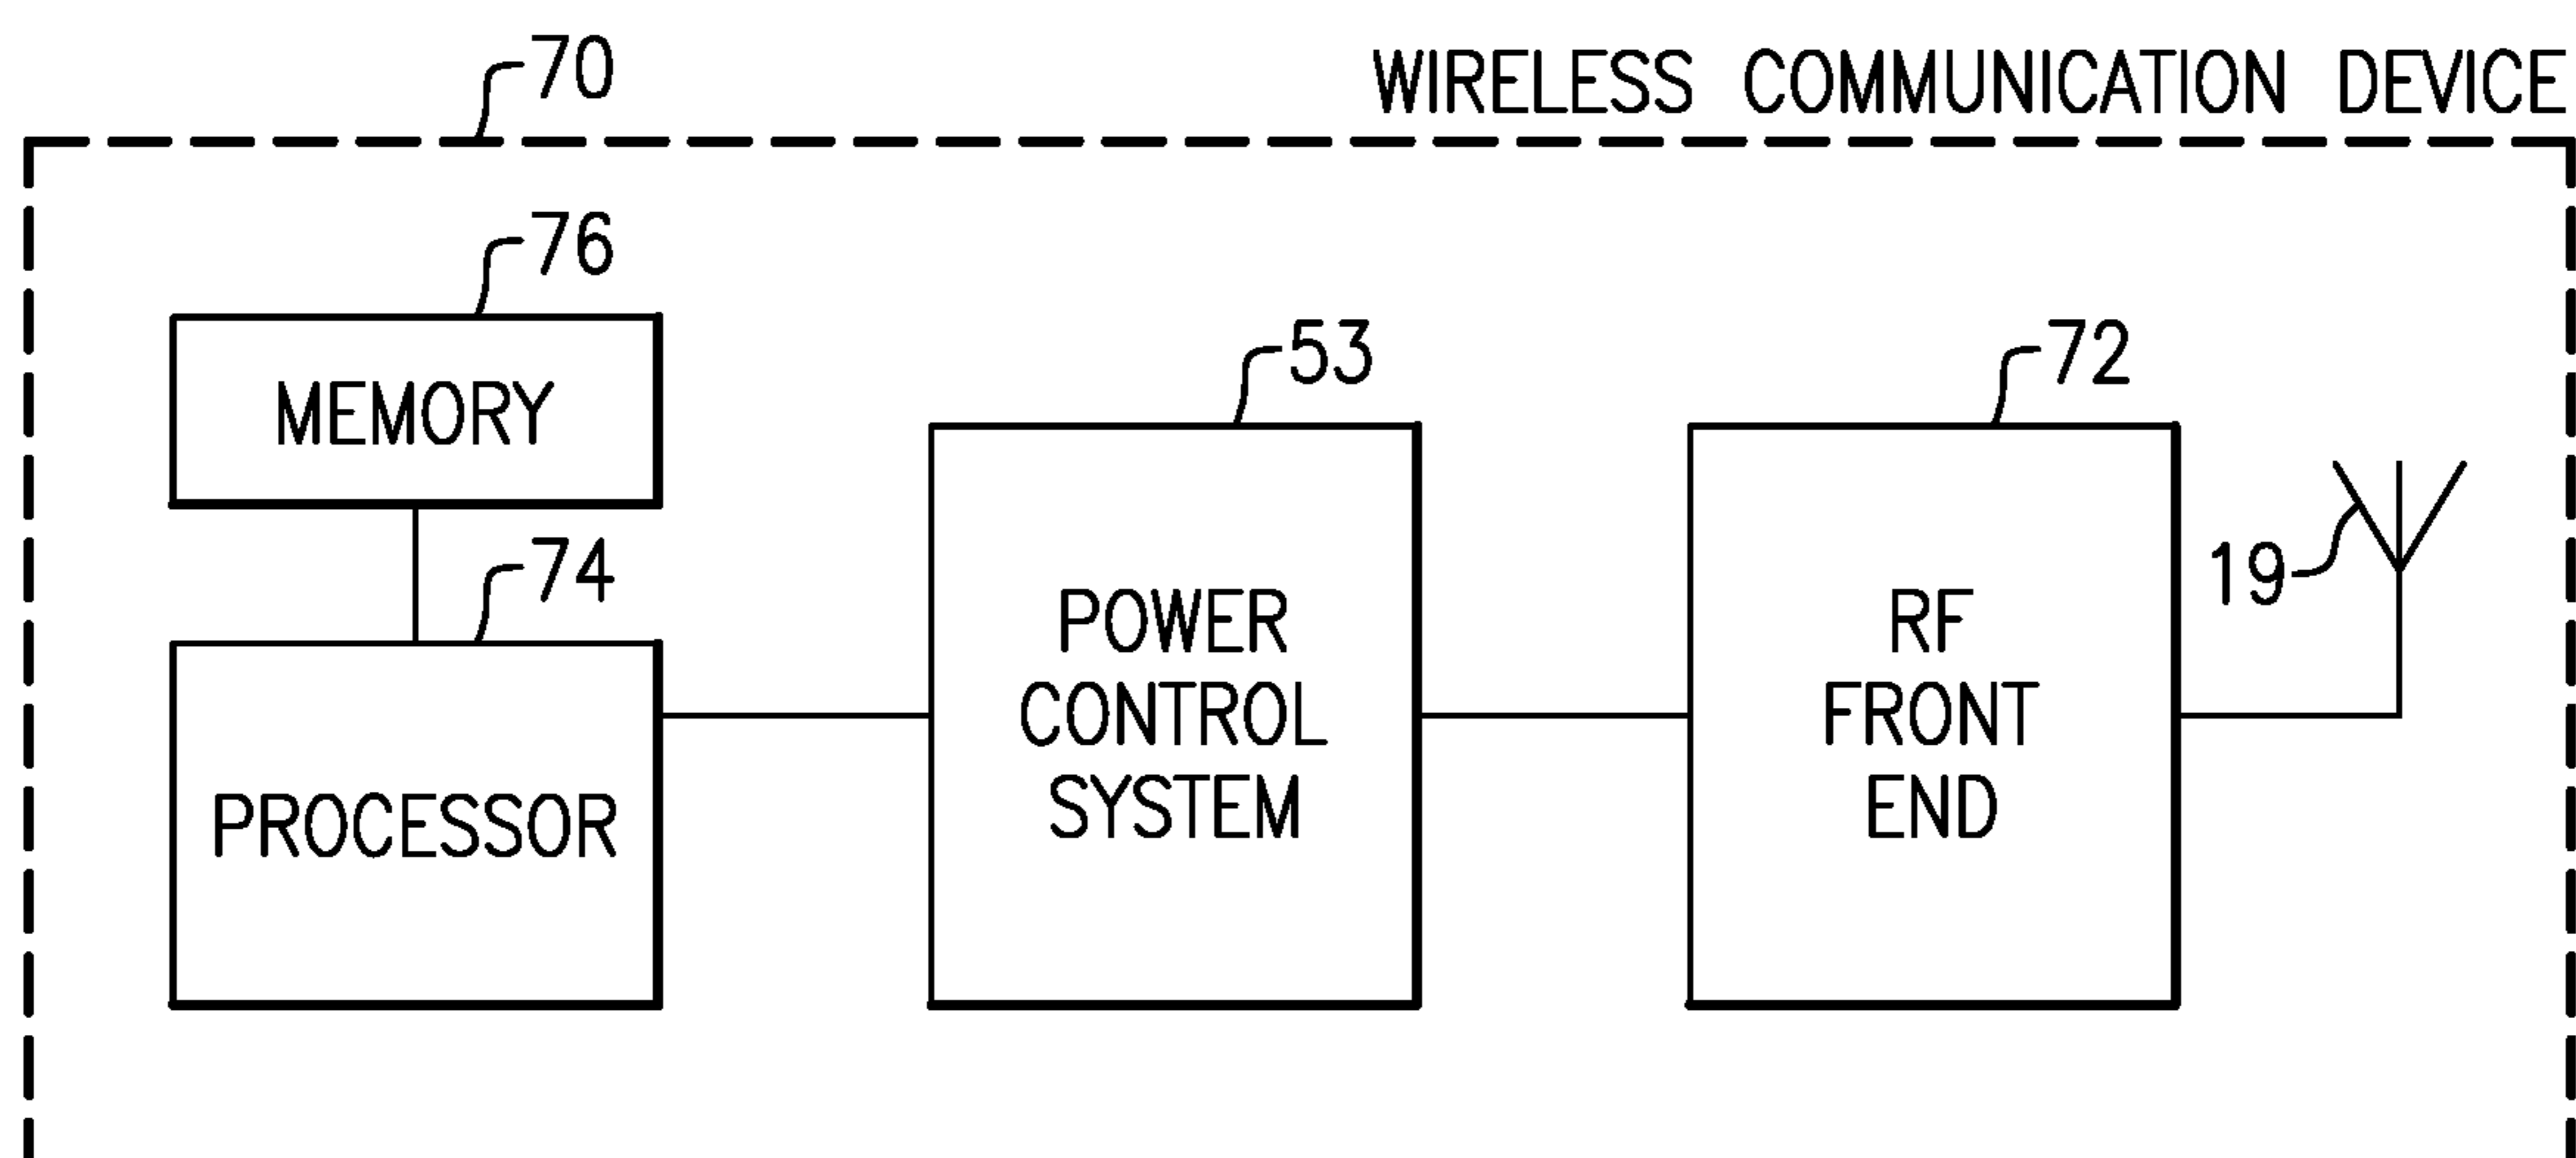 70
WIRELESS COMMUNICATION DEVICE
76
MEMORY
53
72
74
19
PROCESSOR
POWER
CONTROL
SYSTEM
RF
FRONT
END